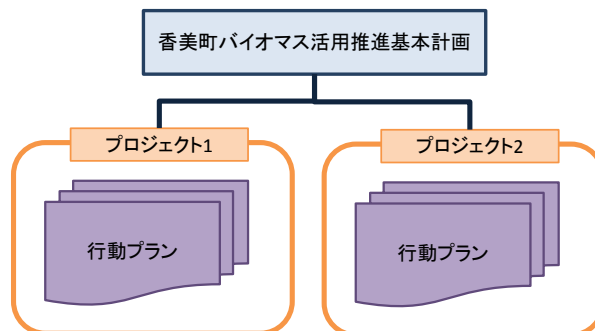 香美町バイオマス活用推進基本計画
プロジェクト1
プロジェクト2
行動プラン
行動プラン